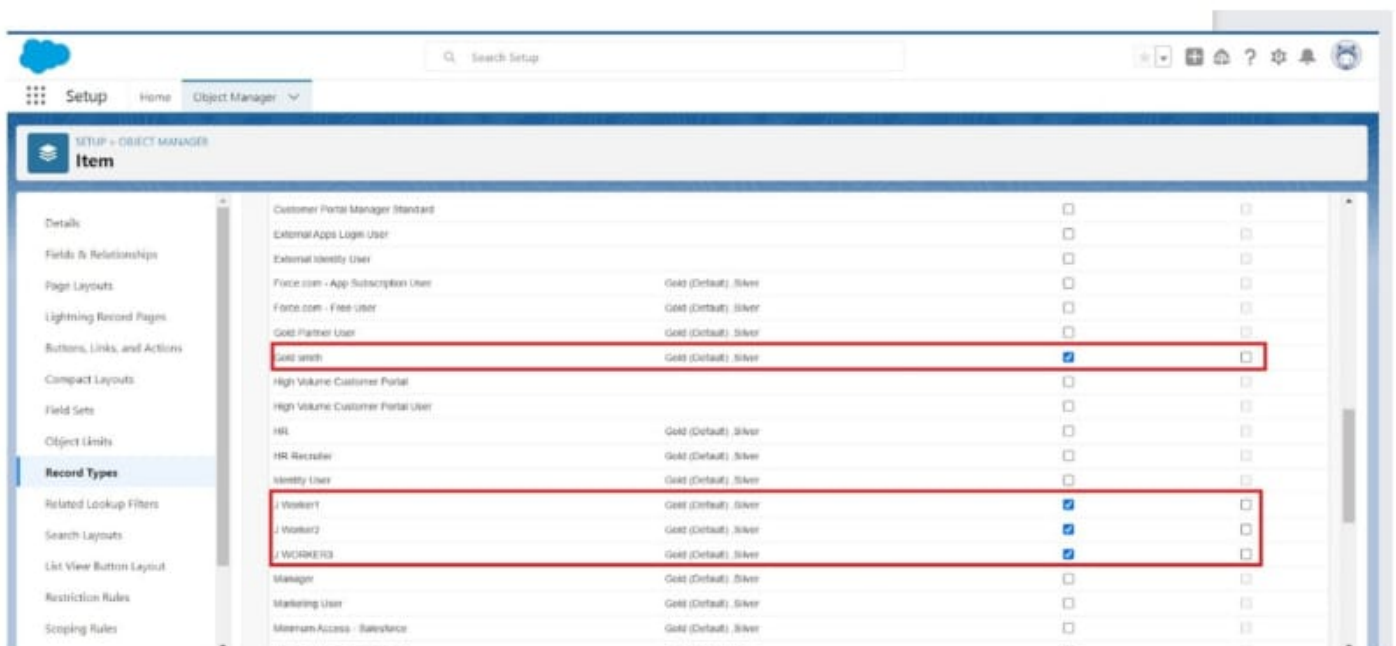 Search Setup
Setup Home Object Manager
SETUP > OBJECT MANAGER
Item
Details
Fields & Relationships
Page Layouts
Lightning Record Pages
Buttons, Links, and Actions
Compact Layouts
Field Sets
Object Limits
Record Types
Related Lookup Filters
Search Layouts
List View Button Layout
Restriction Rules
Scoping Rules
Customer Portal Manager Standard
External Apps Login User
External Identity User
Force.com - App Subscription User Gold (Default) ,Silver
Force.com - Free User Gold (Default) ,Silver
Gold Partner User Gold (Default) ,Silver
Gold smith Gold (Default) ,Silver
High Volume Customer Portal
High Volume Customer Portal User
HR Gold (Default) ,Silver
HR Recruiter Gold (Default) ,Silver
Identity User Gold (Default) ,Silver
J Worker1 Gold (Default) ,Silver
J Worker2 Gold (Default) ,Silver
J WORKER3 Gold (Default) ,Silver
Manager Gold (Default) ,Silver
Marketing User Gold (Default) ,Silver
Minimum Access - Salesforce Gold (Default) ,Silver